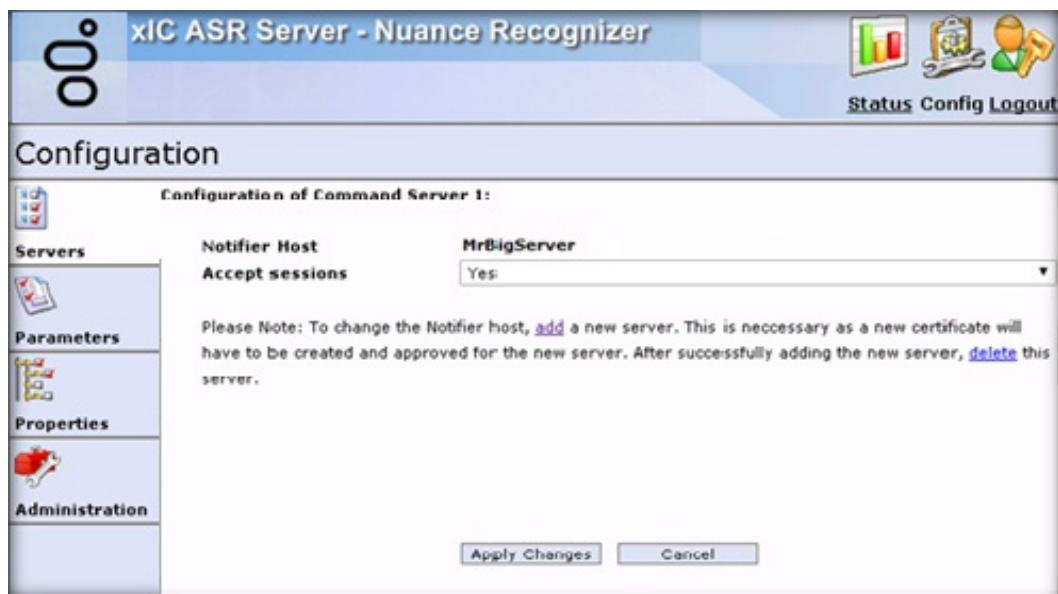 xIC ASR Server - Nuance Recognizer
Status Config Logout
Configuration
Servers
Parameters
Properties
Administration
Configuration of Command Server 1:
Notifier Host MrBigServer
Accept sessions Yes
Please Note: To change the Notifier host, add a new server. This is neccessary as a new certificate will
have to be created and approved for the new server. After successfully adding the new server, delete this
server.
Apply Changes Cancel